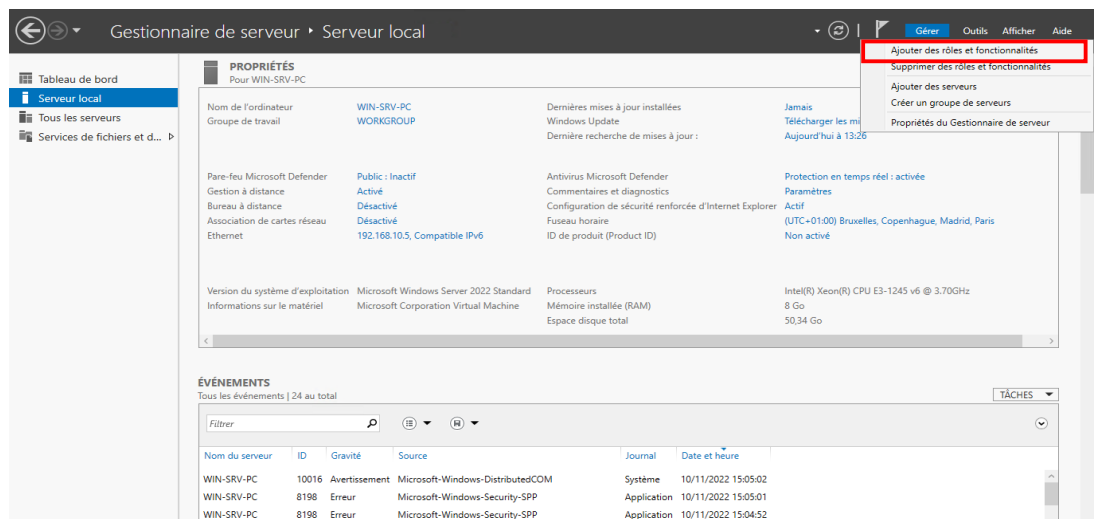 Gestionnaire de serveur ‣ Serveur local
Gérer Outils Afficher Aide
Ajouter des rôles et fonctionnalités
Supprimer des rôles et fonctionnalités
Ajouter des serveurs
Créer un groupe de serveurs
Propriétés du Gestionnaire de serveur
Tableau de bord
Serveur local
Tous les serveurs
Services de fichiers et d...
PROPRIÉTÉS
Pour WIN-SRV-PC
Nom de l'ordinateur WIN-SRV-PC Dernières mises à jour installées Jamais
Groupe de travail WORKGROUP Windows Update Télécharger les mi
Dernière recherche de mises à jour : Aujourd'hui à 13:26
Pare-feu Microsoft Defender Public : Inactif Antivirus Microsoft Defender Protection en temps réel : activée
Gestion à distance Activé Commentaires et diagnostics Paramètres
Bureau à distance Désactivé Configuration de sécurité renforcée d'Internet Explorer Actif
Association de cartes réseau Désactivé Fuseau horaire (UTC+01:00) Bruxelles, Copenhague, Madrid, Paris
Ethernet 192.168.10.5, Compatible IPv6 ID de produit (Product ID) Non activé
Version du système d'exploitation Microsoft Windows Server 2022 Standard Processeurs Intel(R) Xeon(R) CPU E3-1245 v6 @ 3.70GHz
Informations sur le matériel Microsoft Corporation Virtual Machine Mémoire installée (RAM) 8 Go
Espace disque total 50,34 Go
ÉVÉNEMENTS
Tous les événements | 24 au total
TÂCHES
Filtrer
Nom du serveur ID Gravité Source Journal Date et heure
WIN-SRV-PC 10016 Avertissement Microsoft-Windows-DistributedCOM Système 10/11/2022 15:05:02
WIN-SRV-PC 8198 Erreur Microsoft-Windows-Security-SPP Application 10/11/2022 15:05:01
WIN-SRV-PC 8198 Erreur Microsoft-Windows-Security-SPP Application 10/11/2022 15:04:52